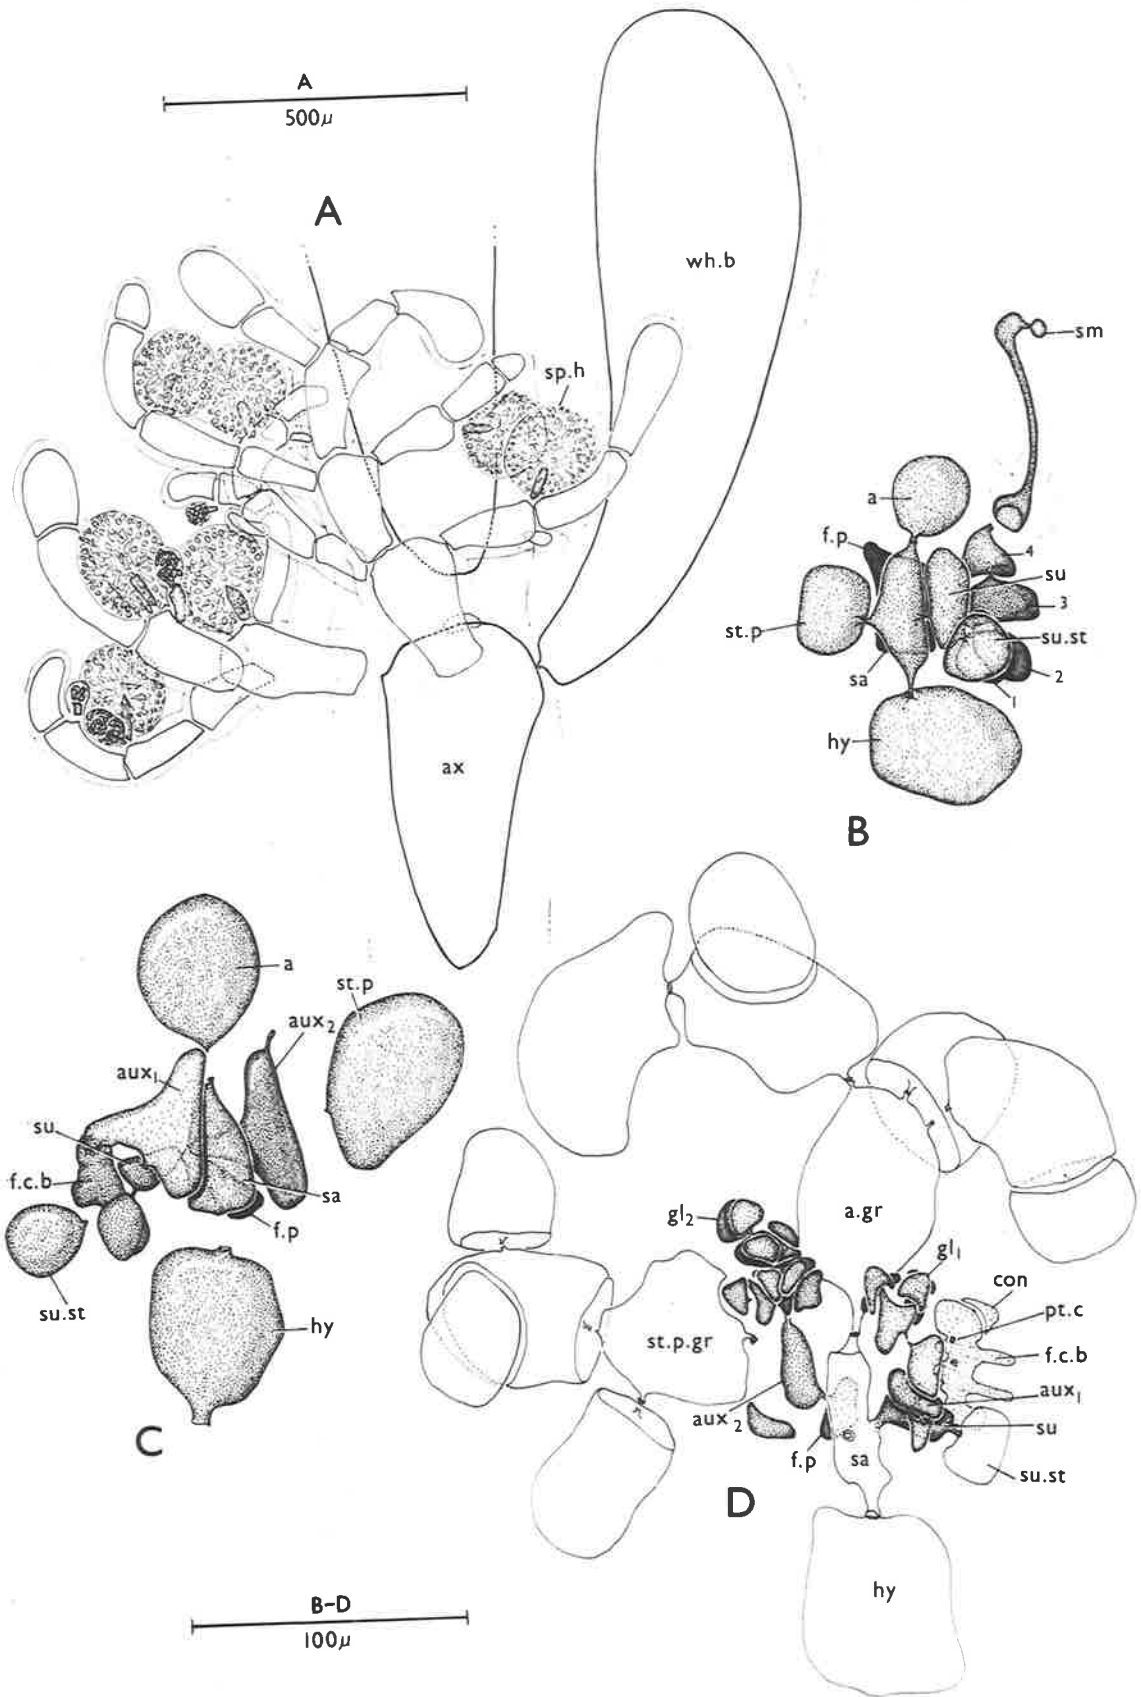 A
500μ
A
wh.b
sp.h
ax
sm
a
f.p
4
su
3
st.p
su.st
sa
2
1
hy
B
a
st.p
aux2
aux1
su
f.c.b
sa
f.p
su.st
hy
C
a.gr
gl2
gl1
con
pt.c
st.p.gr
f.c.b
aux1
aux2
su
f.p
sa
su.st
D
hy
B-D
100μ